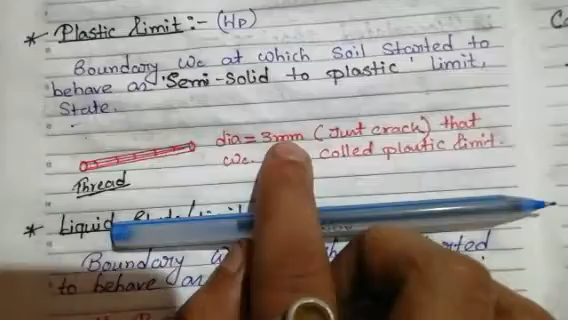 * Plastic limit:- (Wp)
Boundary Wc at which soil started to
behave as 'Semi-Solid to plastic' limit,
State.
dia = 3mm (Just crack) that
Wc. called plastic limit.
Thread
* Liquid
Boundary
to behave as